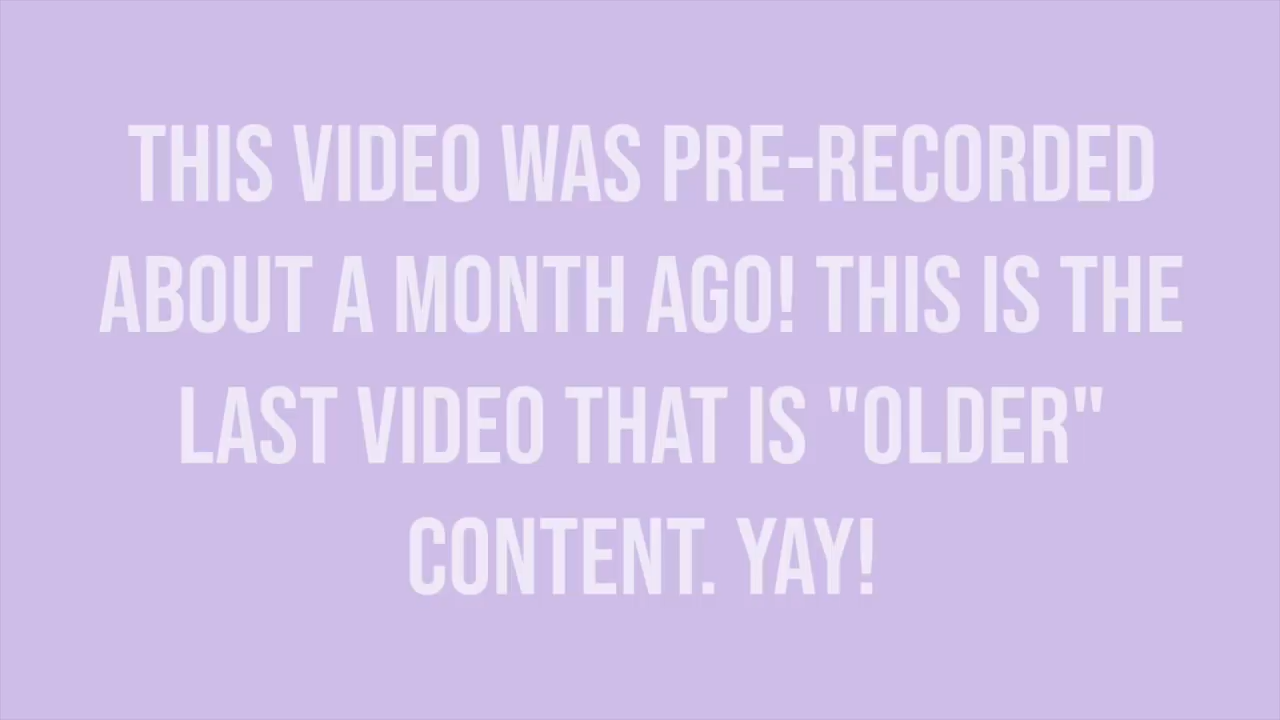 THIS VIDEO WAS PRE-RECORDED
ABOUT A MONTH AGO! THIS IS THE
LAST VIDEO THAT IS "OLDER"
CONTENT. YAY!